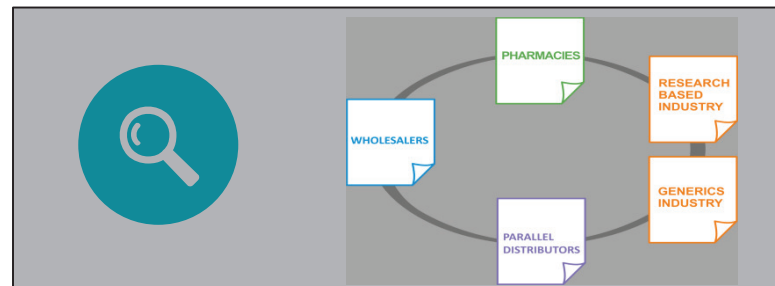 PHARMACIES
RESEARCH
BASED
INDUSTRY
WHOLESALERS
GENERICS
INDUSTRY
PARALLEL
DISTRIBUTORS